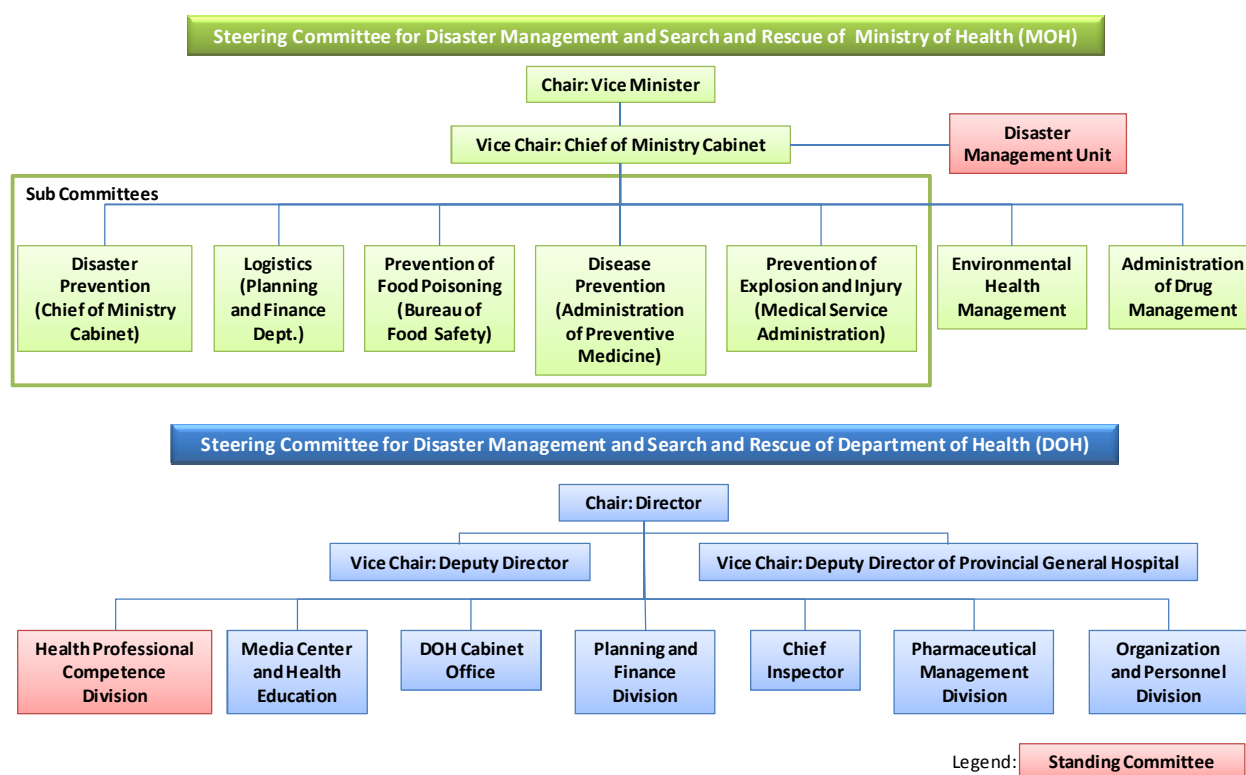 Steering Committee for Disaster Management and Search and Rescue of Ministry of Health (MOH)
Chair: Vice Minister
Vice Chair: Chief of Ministry Cabinet
Disaster
Management Unit
Sub Committees
Disaster
Prevention
(Chief of Ministry
Cabinet)
Logistics
(Planning
and Finance
Dept.)
Prevention of
Food Poisoning
(Bureau of
Food Safety)
Disease
Prevention
(Administration
of Preventive
Medicine)
Prevention of
Explosion and Injury
(Medical Service
Administration)
Environmental
Health
Management
Administration
of Drug
Management
Steering Committee for Disaster Management and Search and Rescue of Department of Health (DOH)
Chair: Director
Vice Chair: Deputy Director
Vice Chair: Deputy Director of Provincial General Hospital
Health Professional
Competence
Division
Media Center
and Health
Education
DOH Cabinet
Office
Planning and
Finance
Division
Chief
Inspector
Pharmaceutical
Management
Division
Organization
and Personnel
Division
Legend:
Standing Committee